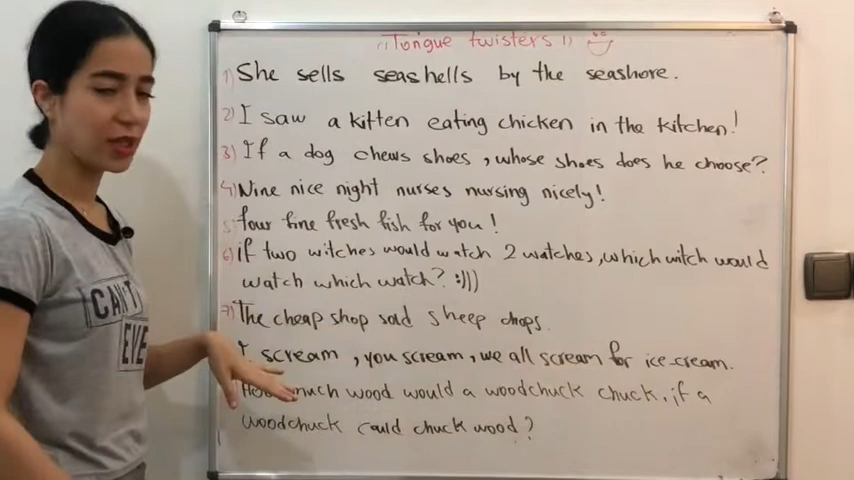 "Tongue twisters!"
1) She sells seashells by the seashore.
2) I saw a kitten eating chicken in the kitchen!
3) If a dog chews shoes, whose shoes does he choose?
4) Nine nice night nurses nursing nicely!
5) four fine fresh fish for you!
6) if two witches would watch 2 watches, which witch would
watch which watch? :)))
7) The cheap shop sold sheep chops.
I scream, you scream, we all scream for ice-cream.
How much wood would a woodchuck chuck, if a
woodchuck could chuck wood?
CAN'T
EVE